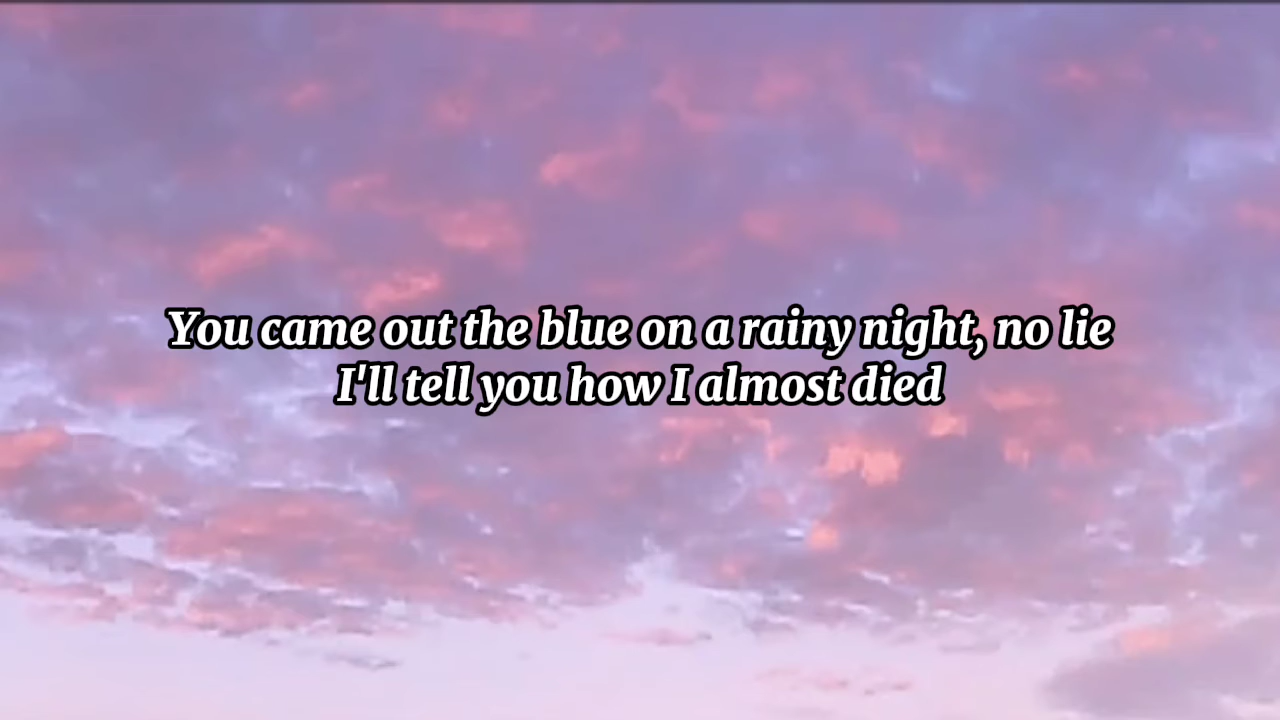 You came out the blue on a rainy night, no lie
I'll tell you how I almost died